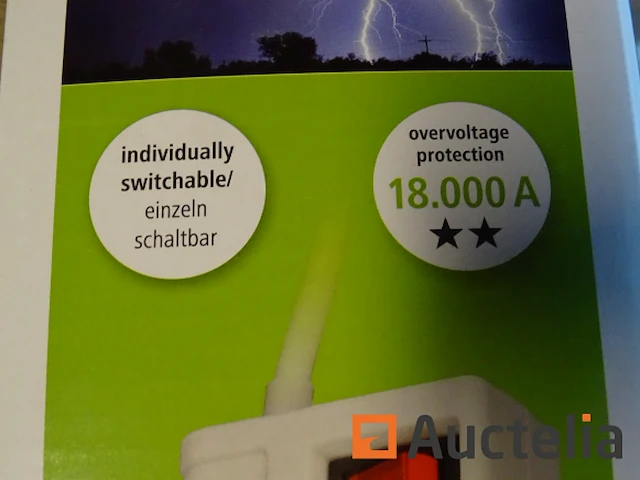 individually
switchable/
einzeln
schaltbar
overvoltage
protection
18.000 A
Auctelia